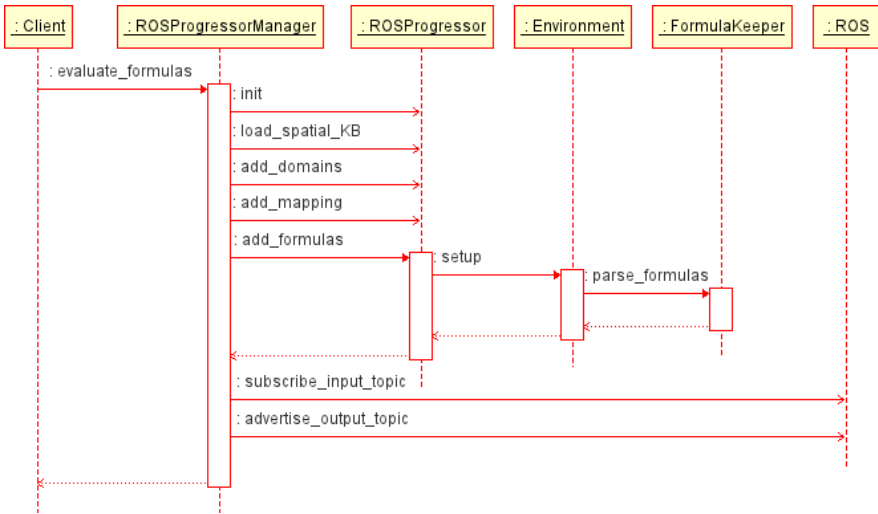 : Client
: ROSProgressorManager
: ROSProgressor
: Environment
: FormulaKeeper
: ROS
: evaluate_formulas
: init
: load_spatial_KB
: add_domains
: add_mapping
: add_formulas
: setup
: parse_formulas
: subscribe_input_topic
: advertise_output_topic